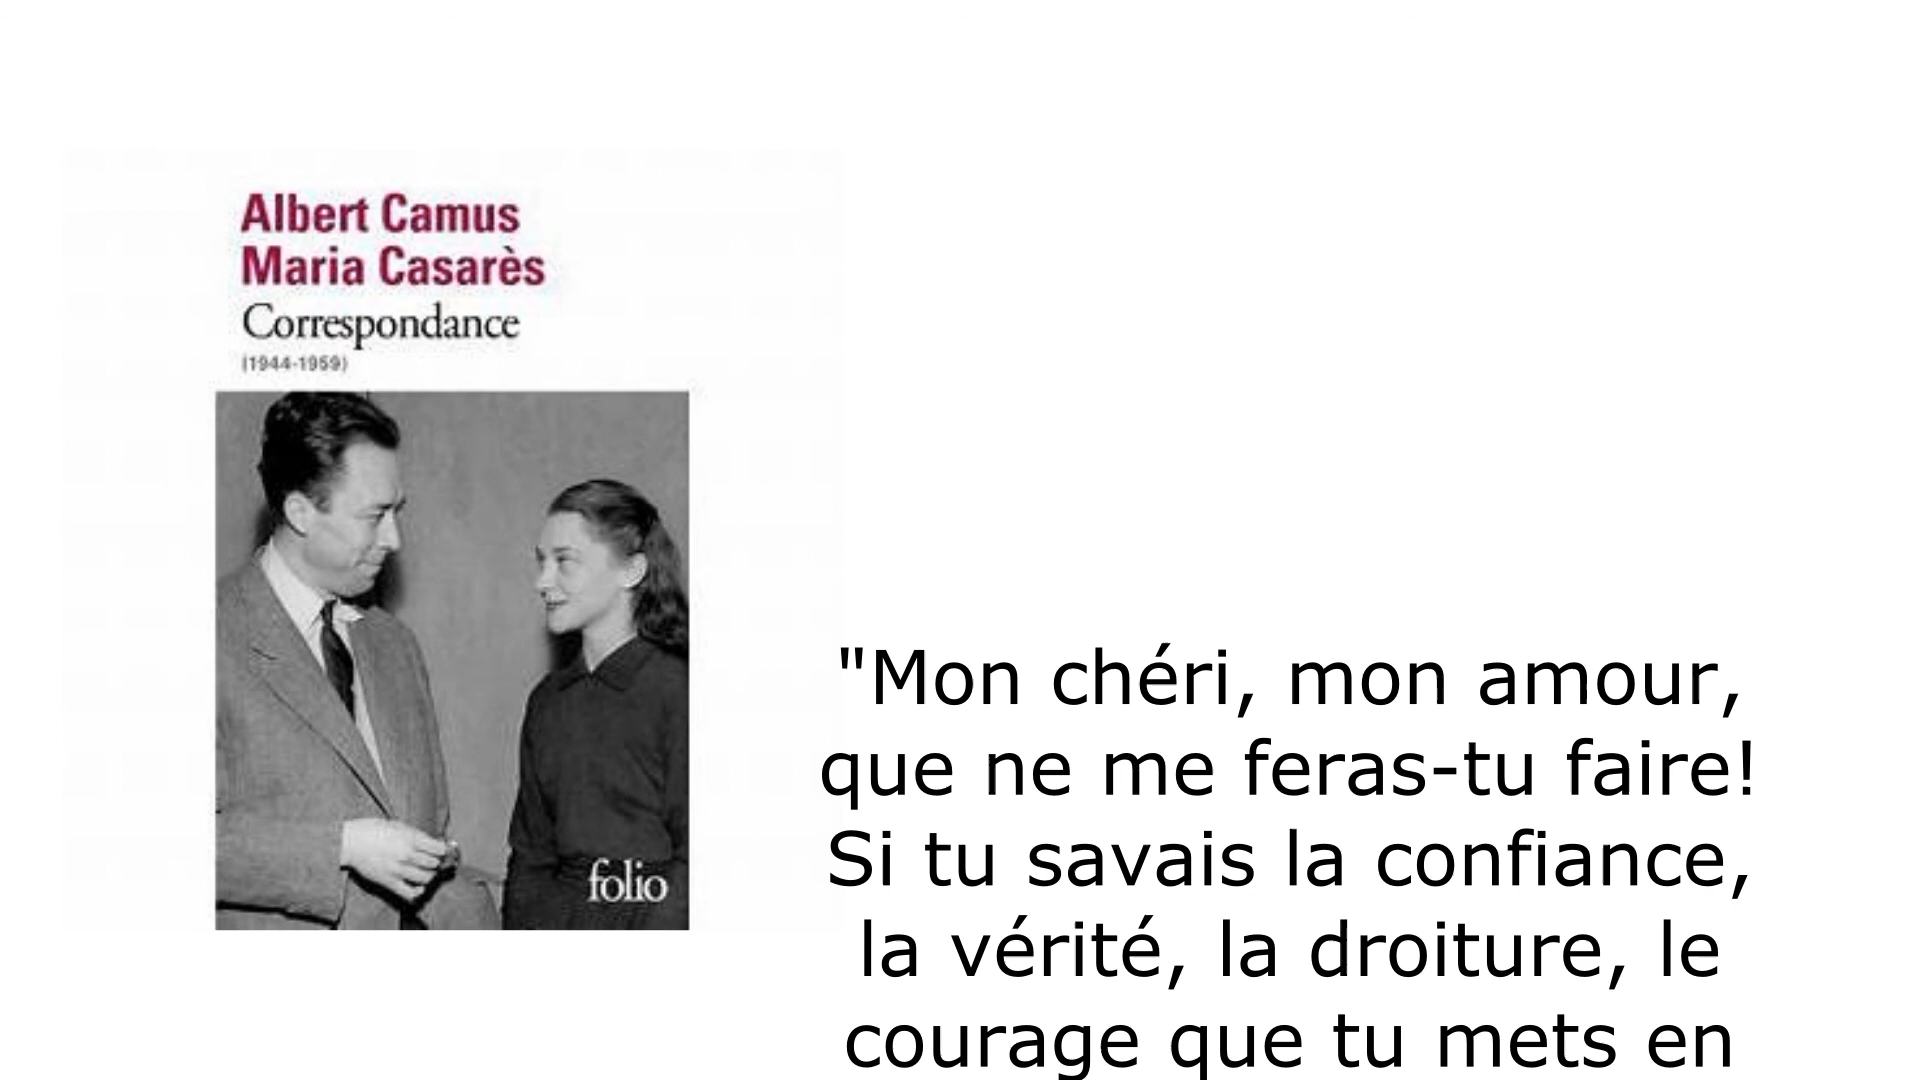 Albert Camus
Maria Casarès
Correspondance
(1944-1959)
folio
"Mon chéri, mon amour,
que ne me feras-tu faire!
Si tu savais la confiance,
la vérité, la droiture, le
courage que tu mets en